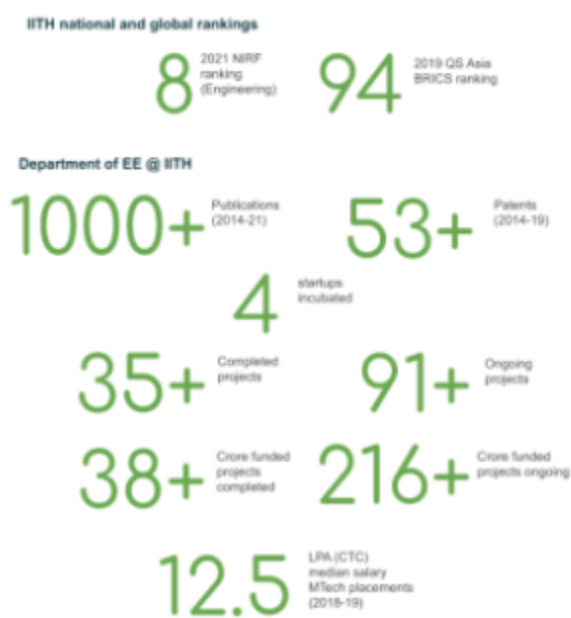 IITH national and global rankings
8
2021 NIRF
ranking
(Engineering)
94
2019 QS Asia
BRICS ranking
Department of EE @ IITH
1000+
Publications
(2014-21)
53+
Patents
(2014-19)
4
startups
incubated
35+
Completed
projects
91+
Ongoing
projects
38+
Crore funded
projects
completed
216+
Crore funded
projects ongoing
12.5
LPA (CTC)
median salary
MTech placements
(2018-19)